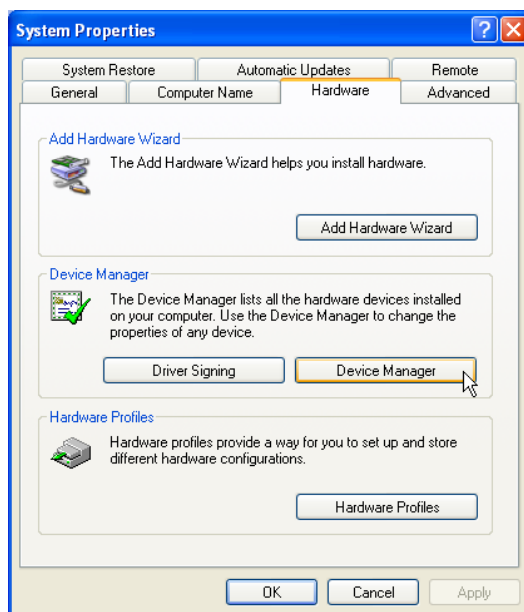 System Properties
System Restore Automatic Updates Remote
General Computer Name Hardware Advanced
Add Hardware Wizard
The Add Hardware Wizard helps you install hardware.
Add Hardware Wizard
Device Manager
The Device Manager lists all the hardware devices installed
on your computer. Use the Device Manager to change the
properties of any device.
Driver Signing Device Manager
Hardware Profiles
Hardware profiles provide a way for you to set up and store
different hardware configurations.
Hardware Profiles
OK Cancel Apply